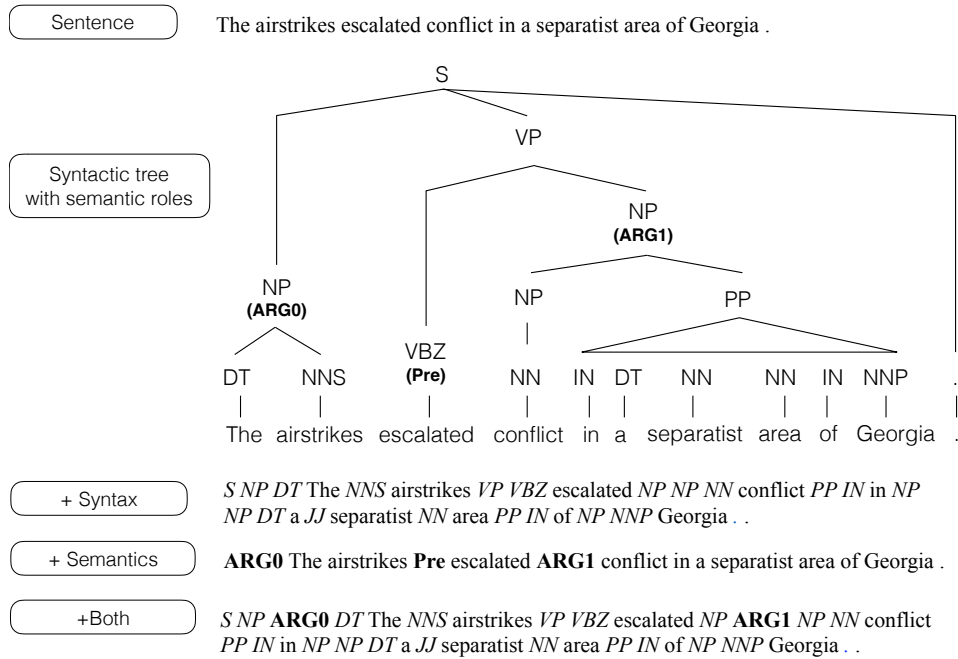 Sentence
The airstrikes escalated conflict in a separatist area of Georgia .
S
VP
Syntactic tree
with semantic roles
NP
(ARG1)
NP
(ARG0)
NP PP
VBZ
(Pre)
DT NNS NN IN DT NN NN IN NNP .
The airstrikes escalated conflict in a separatist area of Georgia .
+ Syntax
S NP DT The NNS airstrikes VP VBZ escalated NP NP NN conflict PP IN in NP
NP DT a JJ separatist NN area PP IN of NP NNP Georgia . .
+ Semantics
ARG0 The airstrikes Pre escalated ARG1 conflict in a separatist area of Georgia .
+Both
S NP ARG0 DT The NNS airstrikes VP VBZ escalated NP ARG1 NP NN conflict
PP IN in NP NP DT a JJ separatist NN area PP IN of NP NNP Georgia . .